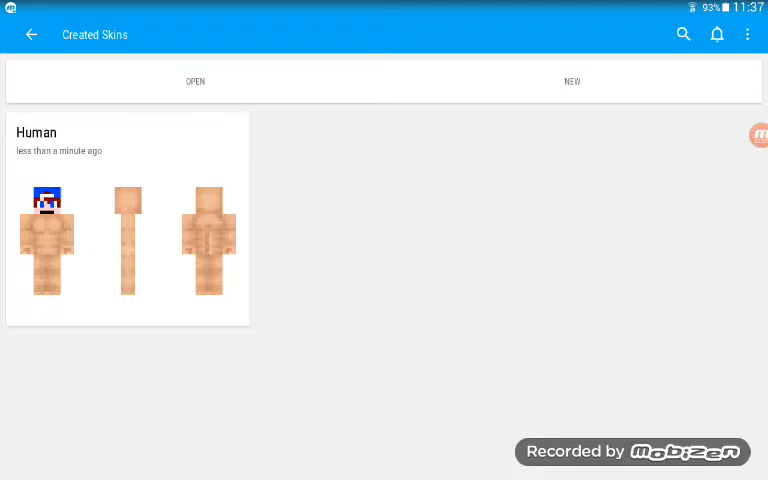 93% 11:37
Created Skins
OPEN
NEW
Human
less than a minute ago
Recorded by mobizen